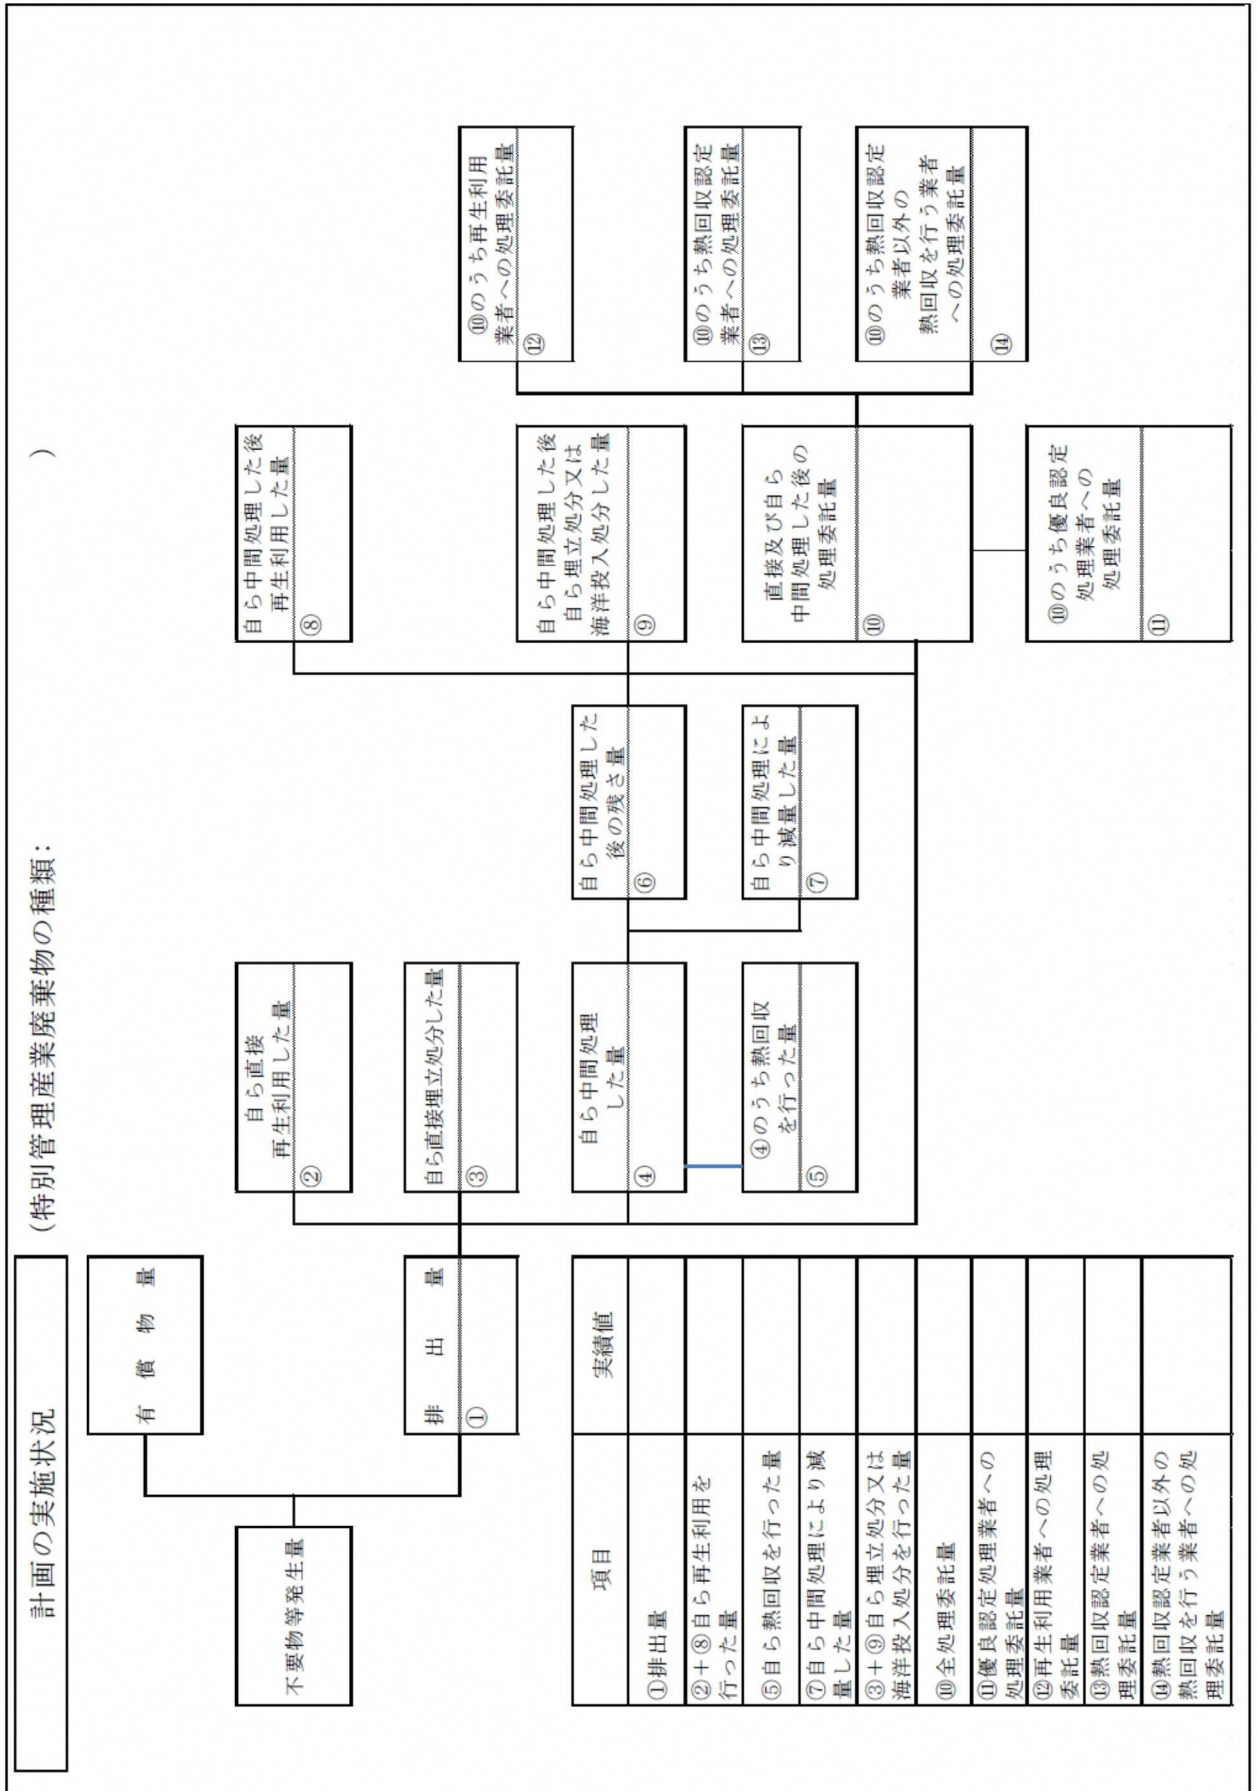 計画の実施状況
(特別管理産業廃棄物の種類:　　　　　)
不要物等発生量
有償物量
排出量
①
自ら直接
再生利用した量
②
自ら直接埋立処分した量
③
自ら中間処理
した量
④
④のうち熱回収
を行った量
⑤
自ら中間処理した
後の残さ量
⑥
自ら中間処理によ
り減量した量
⑦
自ら中間処理した後
再生利用した量
⑧
自ら中間処理した後
自ら埋立処分又は
海洋投入処分した量
⑨
直接及び自ら
中間処理した後の
処理委託量
⑩
⑩のうち優良認定
処理業者への
処理委託量
⑪
⑩のうち再生利用
業者への処理委託量
⑫
⑩のうち熱回収認定
業者への処理委託量
⑬
⑩のうち熱回収認定
業者以外の
熱回収を行う業者
への処理委託量
⑭
項目
実績値
①排出量
②+⑧自ら再生利用を
行った量
⑤自ら熱回収を行った量
⑦自ら中間処理により減
量した量
③+⑨自ら埋立処分又は
海洋投入処分を行った量
⑩全処理委託量
⑪優良認定処理業者への
処理委託量
⑫再生利用業者への処理
委託量
⑬熱回収認定業者への処
理委託量
⑭熱回収認定業者以外の
熱回収を行う業者への処
理委託量